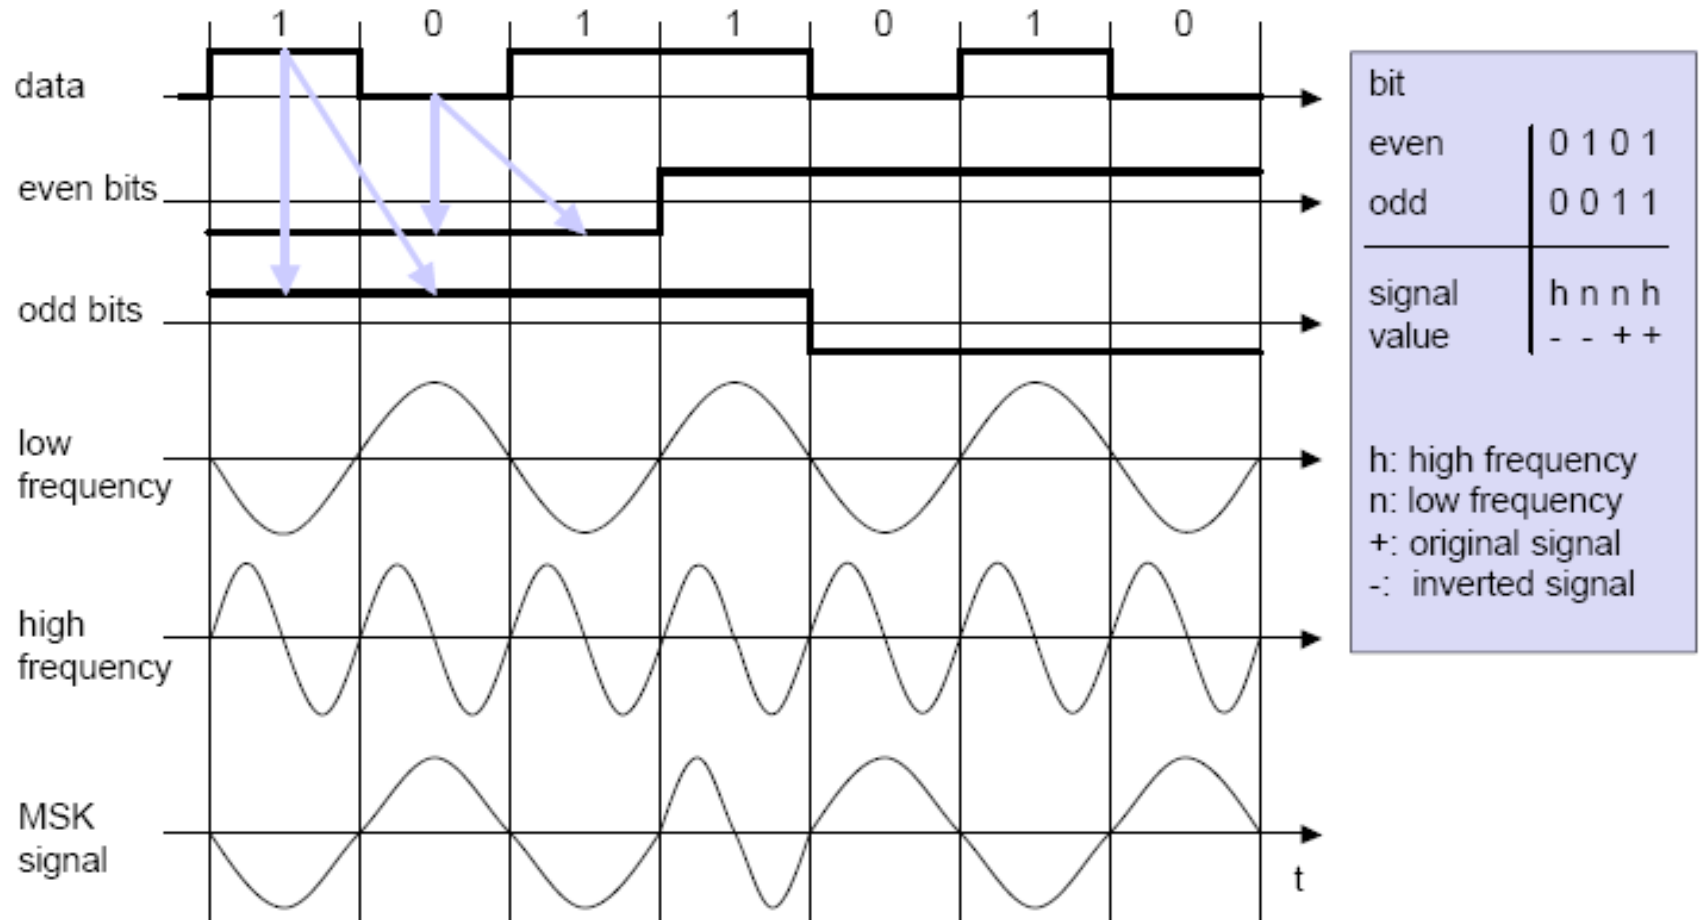 1 0 1 1 0 1 0
data
even bits
odd bits
low
frequency
high
frequency
MSK
signal
t
bit
even 0 1 0 1
odd 0 0 1 1
signal h n n h
value - - + +
h: high frequency
n: low frequency
+: original signal
-: inverted signal